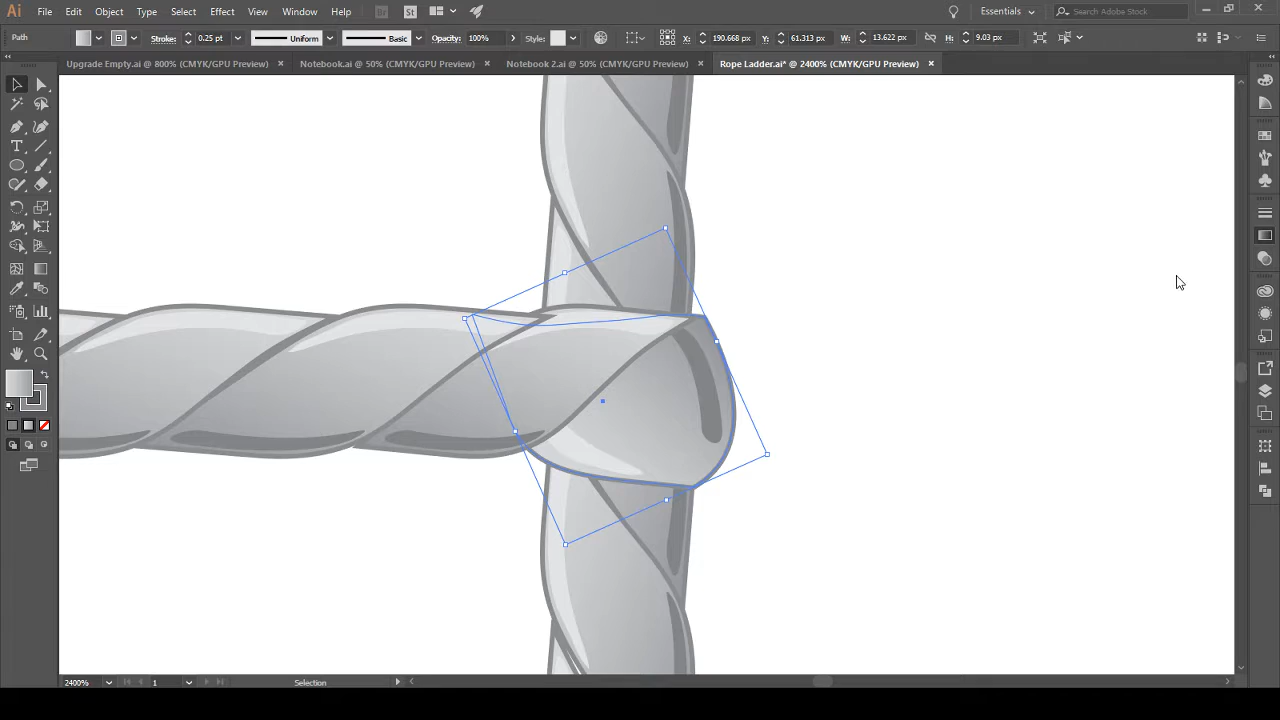 Ai File Edit Object Type Select Effect View Window Help Br St Essentials Search Adobe Stock
Path Stroke: 0.25 pt Uniform Basic Opacity: 100% Style: X: 190.668 px Y: 61.313 px W: 13.622 px H: 9.03 px
Upgrade Empty.ai @ 800% (CMYK/GPU Preview) × Notebook.ai @ 50% (CMYK/GPU Preview) × Notebook 2.ai @ 50% (CMYK/GPU Preview) × Rope Ladder.ai* @ 2400% (CMYK/GPU Preview) ×
2400% 1 Selection